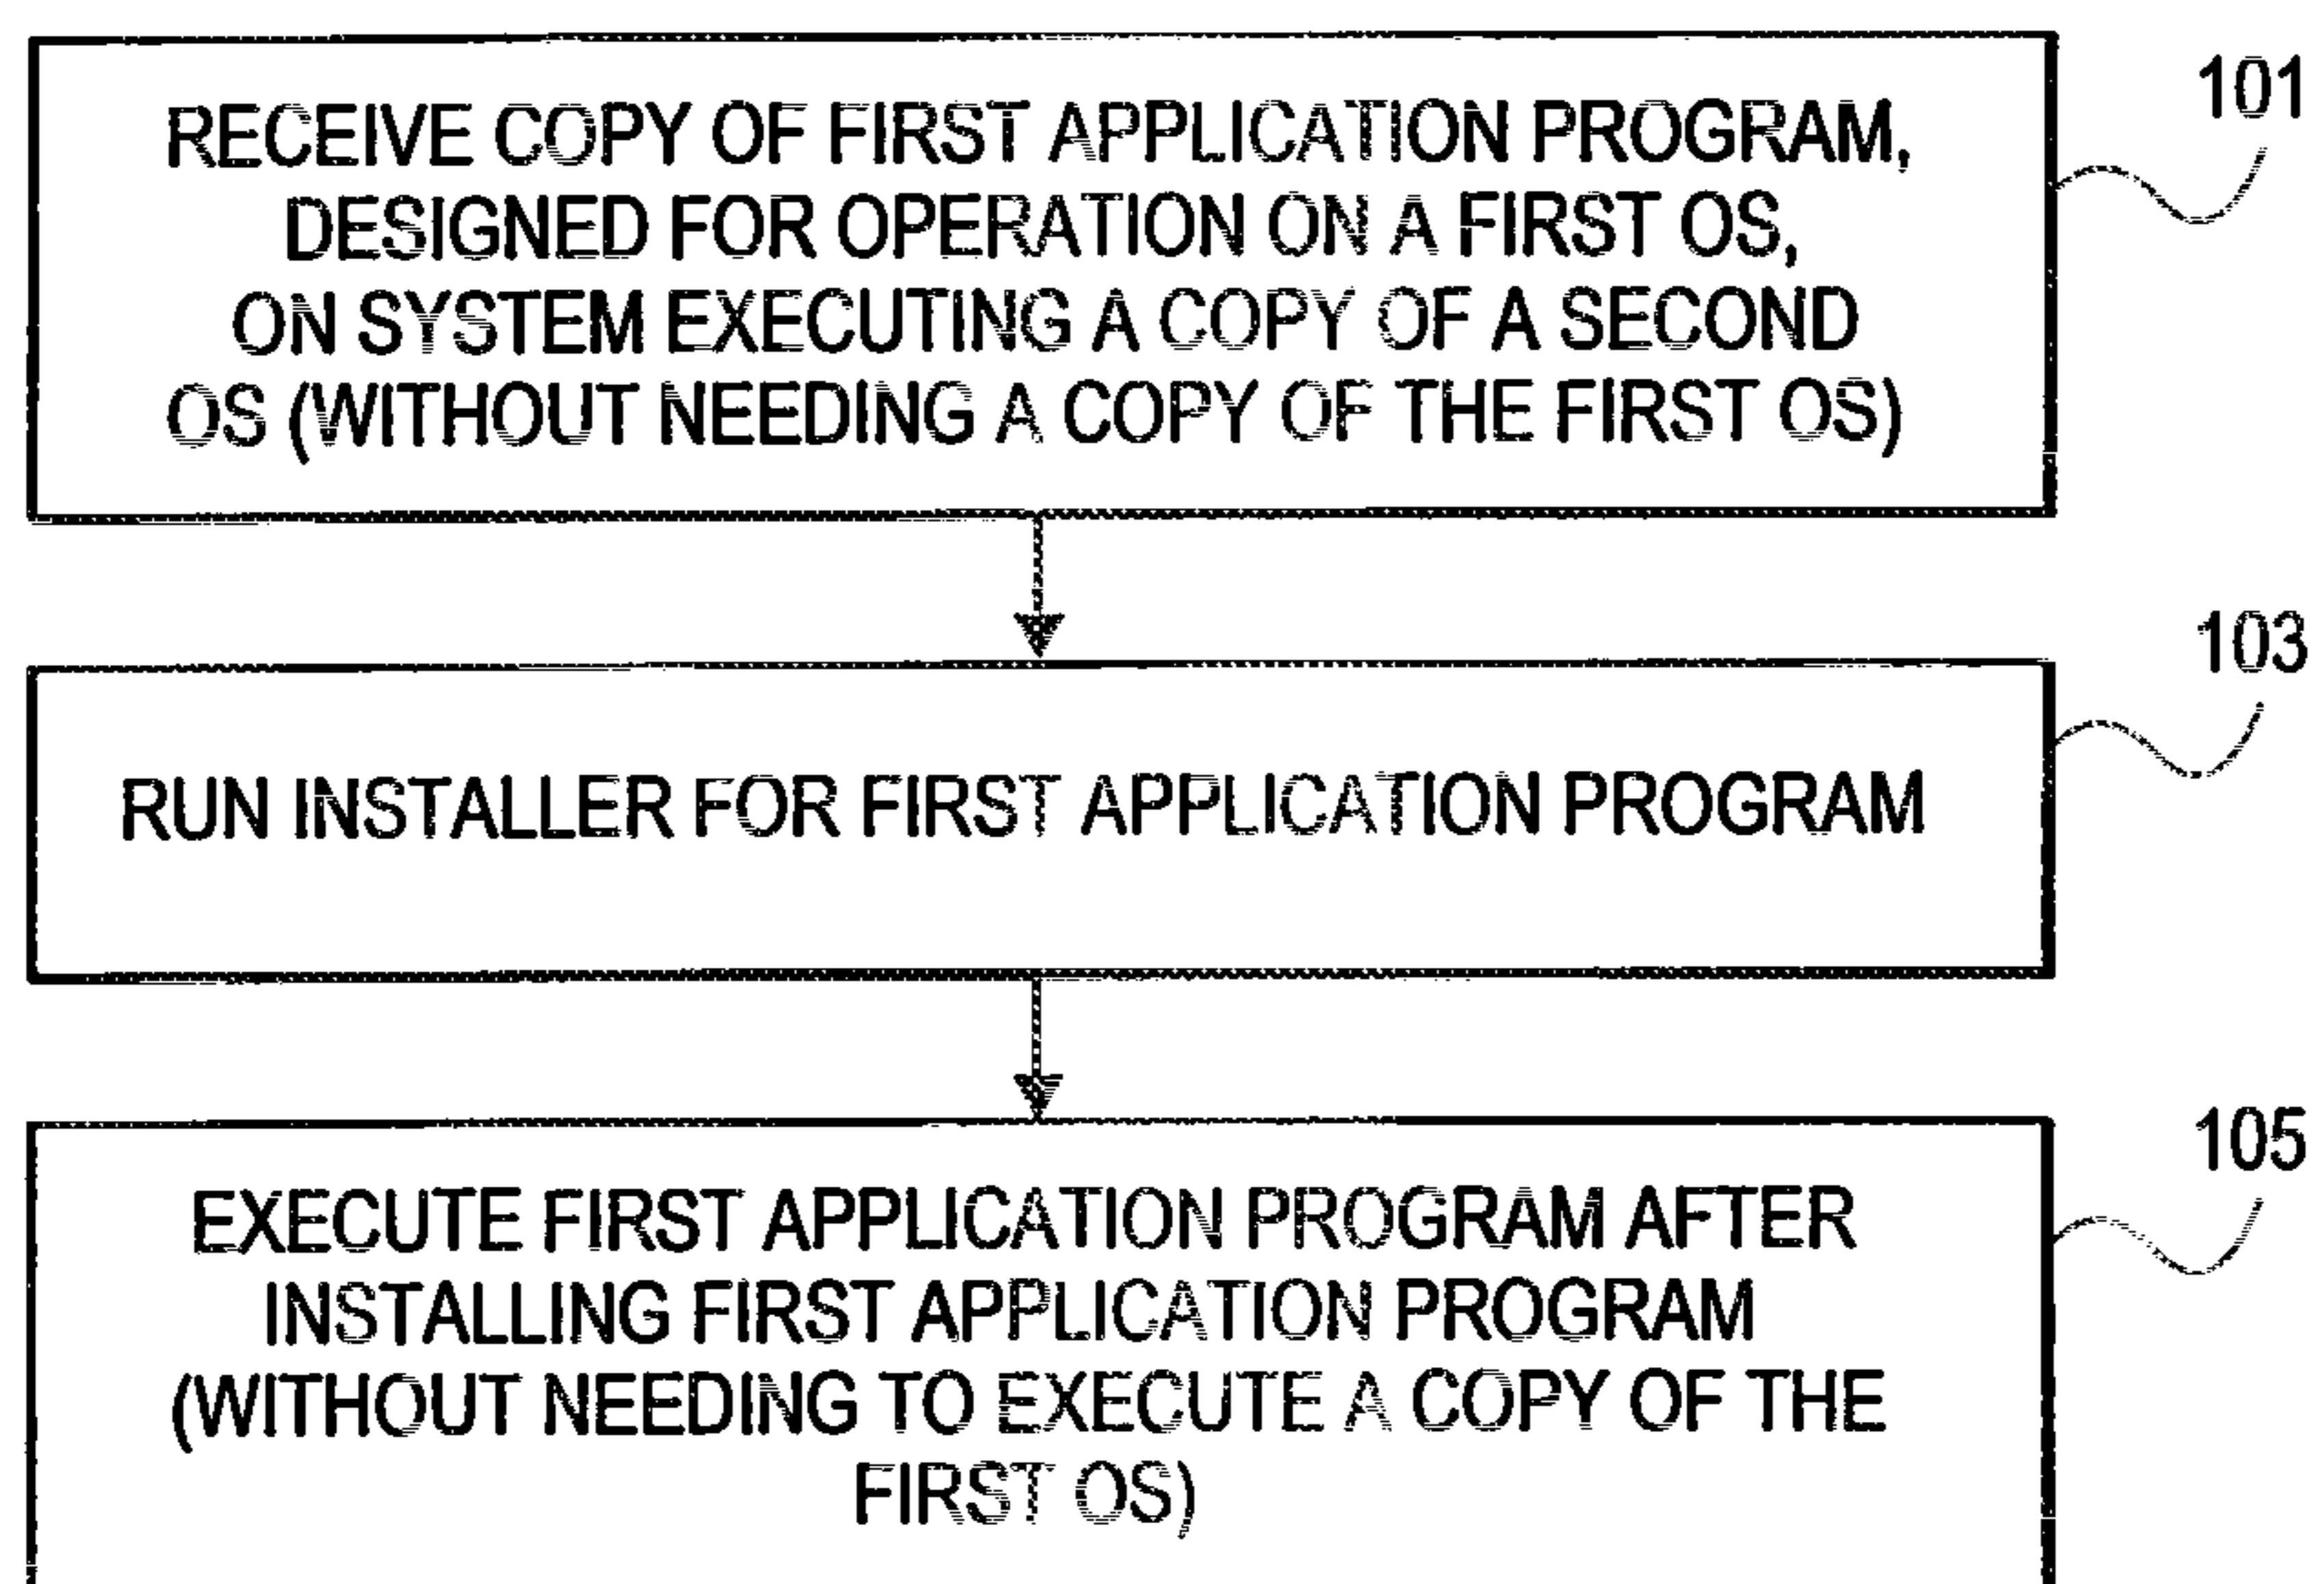 101
RECEIVE COPY OF FIRST APPLICATION PROGRAM,
DESIGNED FOR OPERATION ON A FIRST OS,
ON SYSTEM EXECUTING A COPY OF A SECOND
OS (WITHOUT NEEDING A COPY OF THE FIRST OS)
103
RUN INSTALLER FOR FIRST APPLICATION PROGRAM
105
EXECUTE FIRST APPLICATION PROGRAM AFTER
INSTALLING FIRST APPLICATION PROGRAM
(WITHOUT NEEDING TO EXECUTE A COPY OF THE
FIRST OS)